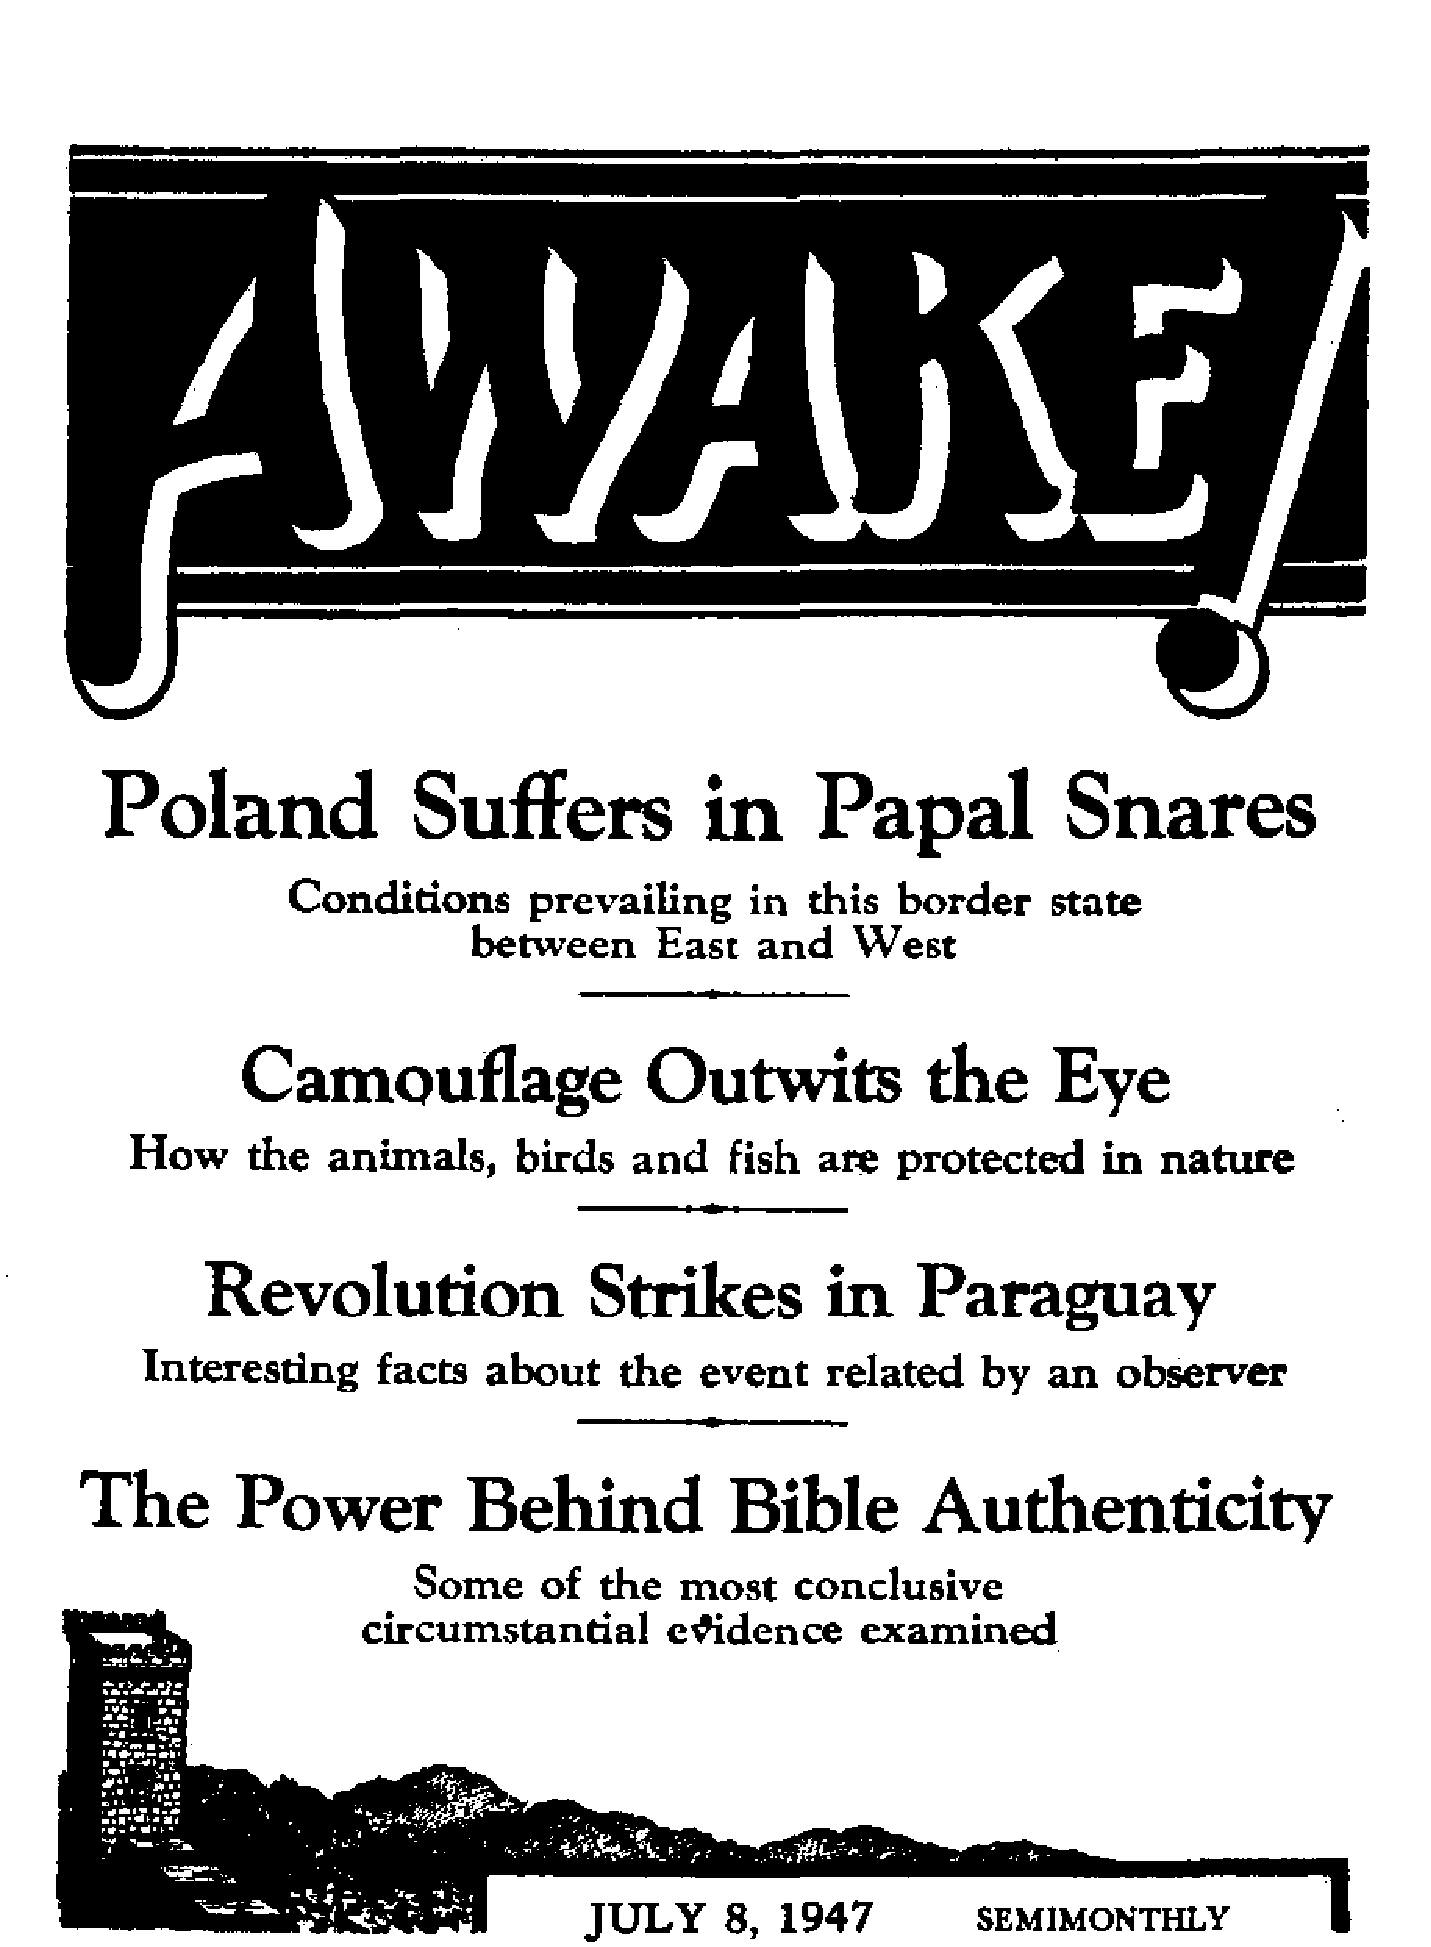 AWAKE!
Poland Suffers in Papal Snares
Conditions prevailing in this border state
between East and West
Camouflage Outwits the Eye
How the animals, birds and fish are protected in nature
Revolution Strikes in Paraguay
Interesting facts about the event related by an observer
The Power Behind Bible Authenticity
Some of the most conclusive
circumstantial evidence examined
JULY 8, 1947 SEMIMONTHLY